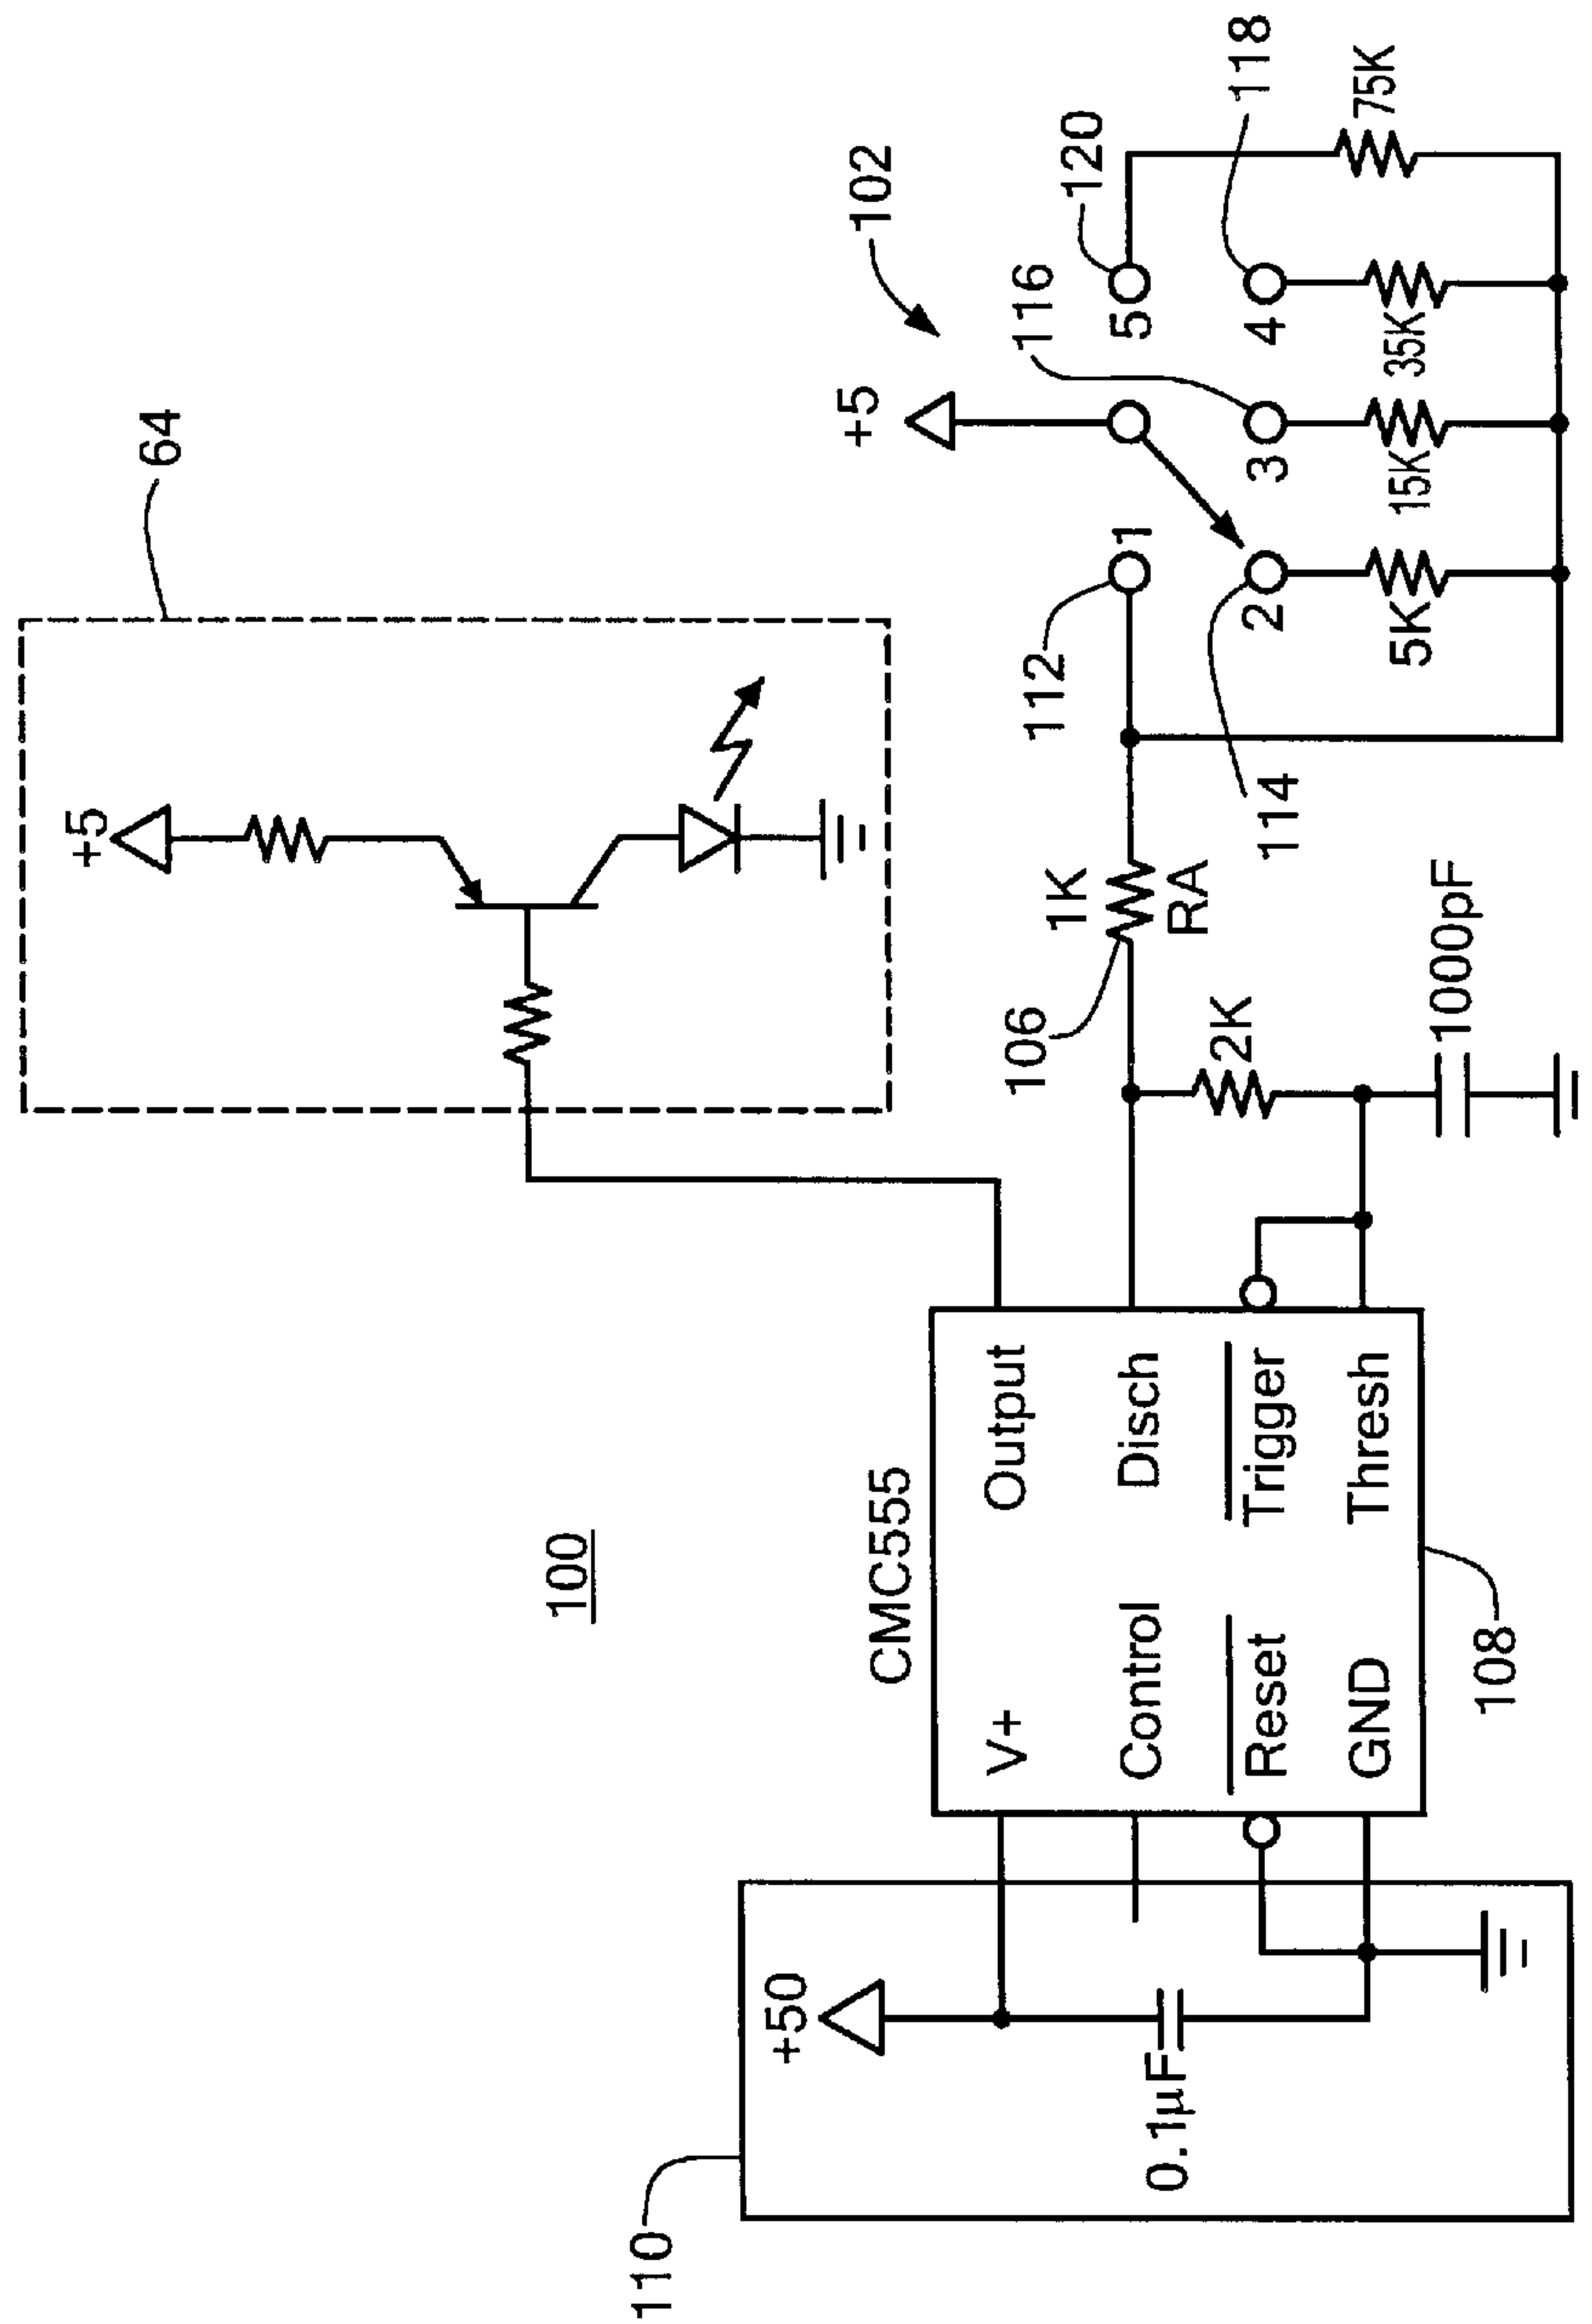 100
64
+5
102
+5
116
5
120
118
4
3
112
1
2
114
75K
35K
15K
5K
1K
RA
106
2K
1000pF
CMC555
V+
Output
Control
Disch
Reset
Trigger
GND
Thresh
108
110
+50
0.1µF